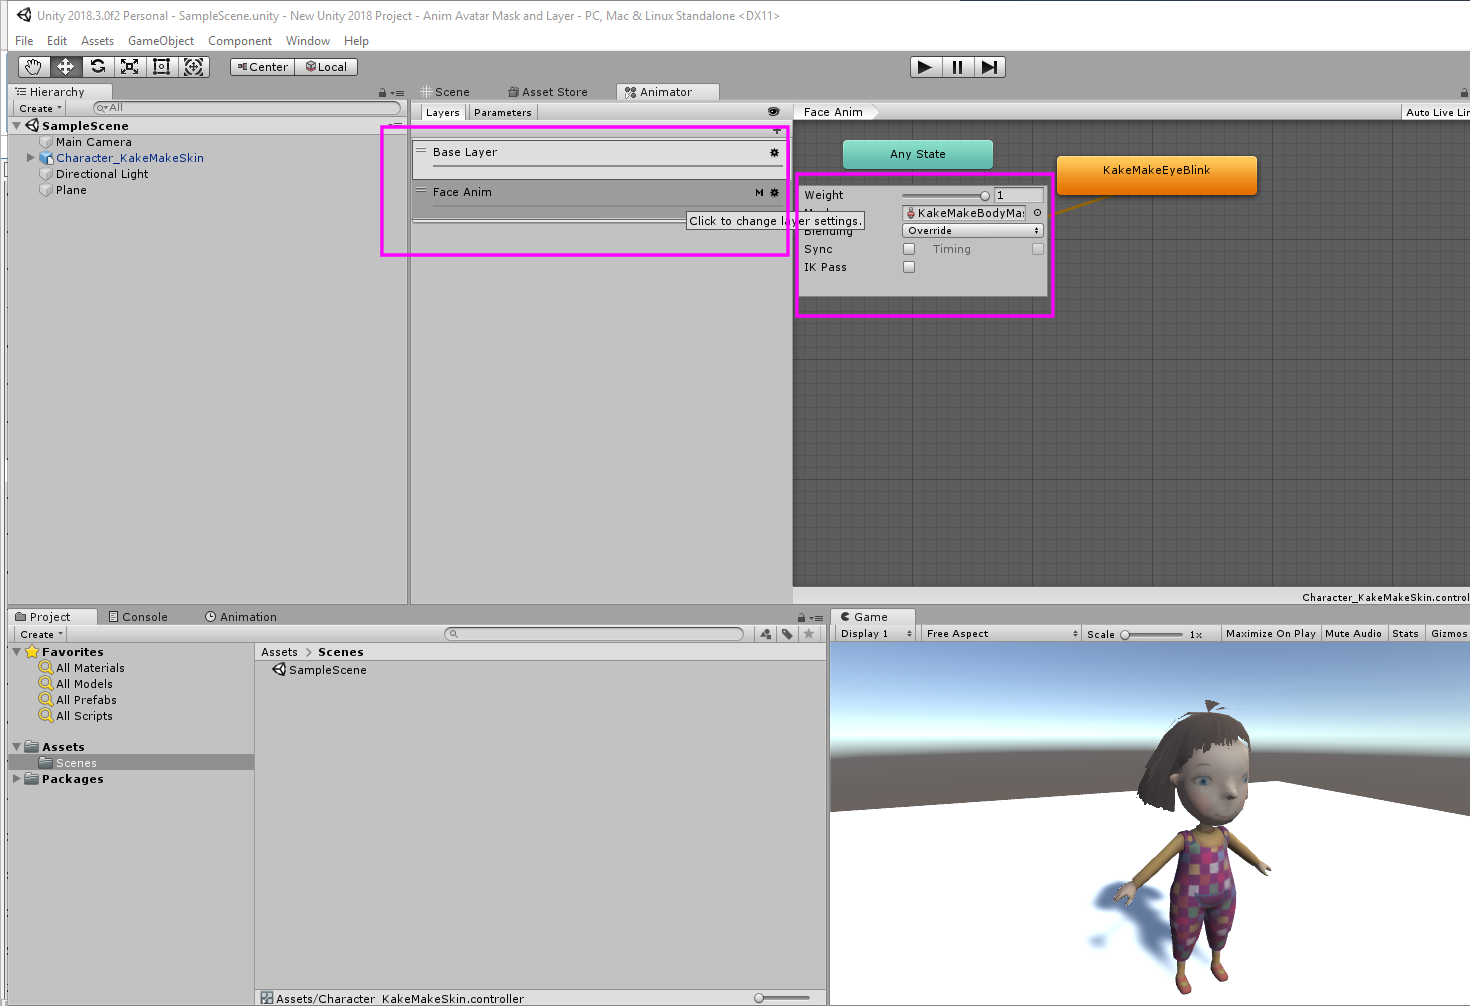 Unity 2018.3.0f2 Personal - SampleScene.unity - New Unity 2018 Project - Anim Avatar Mask and Layer - PC, Mac & Linux Standalone <DX11>
File Edit Assets GameObject Component Window Help
Center Local
Hierarchy
Create All
SampleScene
Main Camera
Character_KakeMakeSkin
Directional Light
Plane
Scene Asset Store Animator
Layers Parameters
Base Layer
Face Anim M
Click to change layer settings.
Face Anim
Auto Live Lin
Any State
KakeMakeEyeBlink
Weight 1
KakeMakeBodyMas
Blending Override
Sync Timing
IK Pass
Character_KakeMakeSkin.control
Project Console Animation
Create
Favorites
All Materials
All Models
All Prefabs
All Scripts
Assets
Scenes
Packages
Assets > Scenes
SampleScene
Assets/Character_KakeMakeSkin.controller
Game
Display 1 Free Aspect Scale 1x Maximize On Play Mute Audio Stats Gizmos